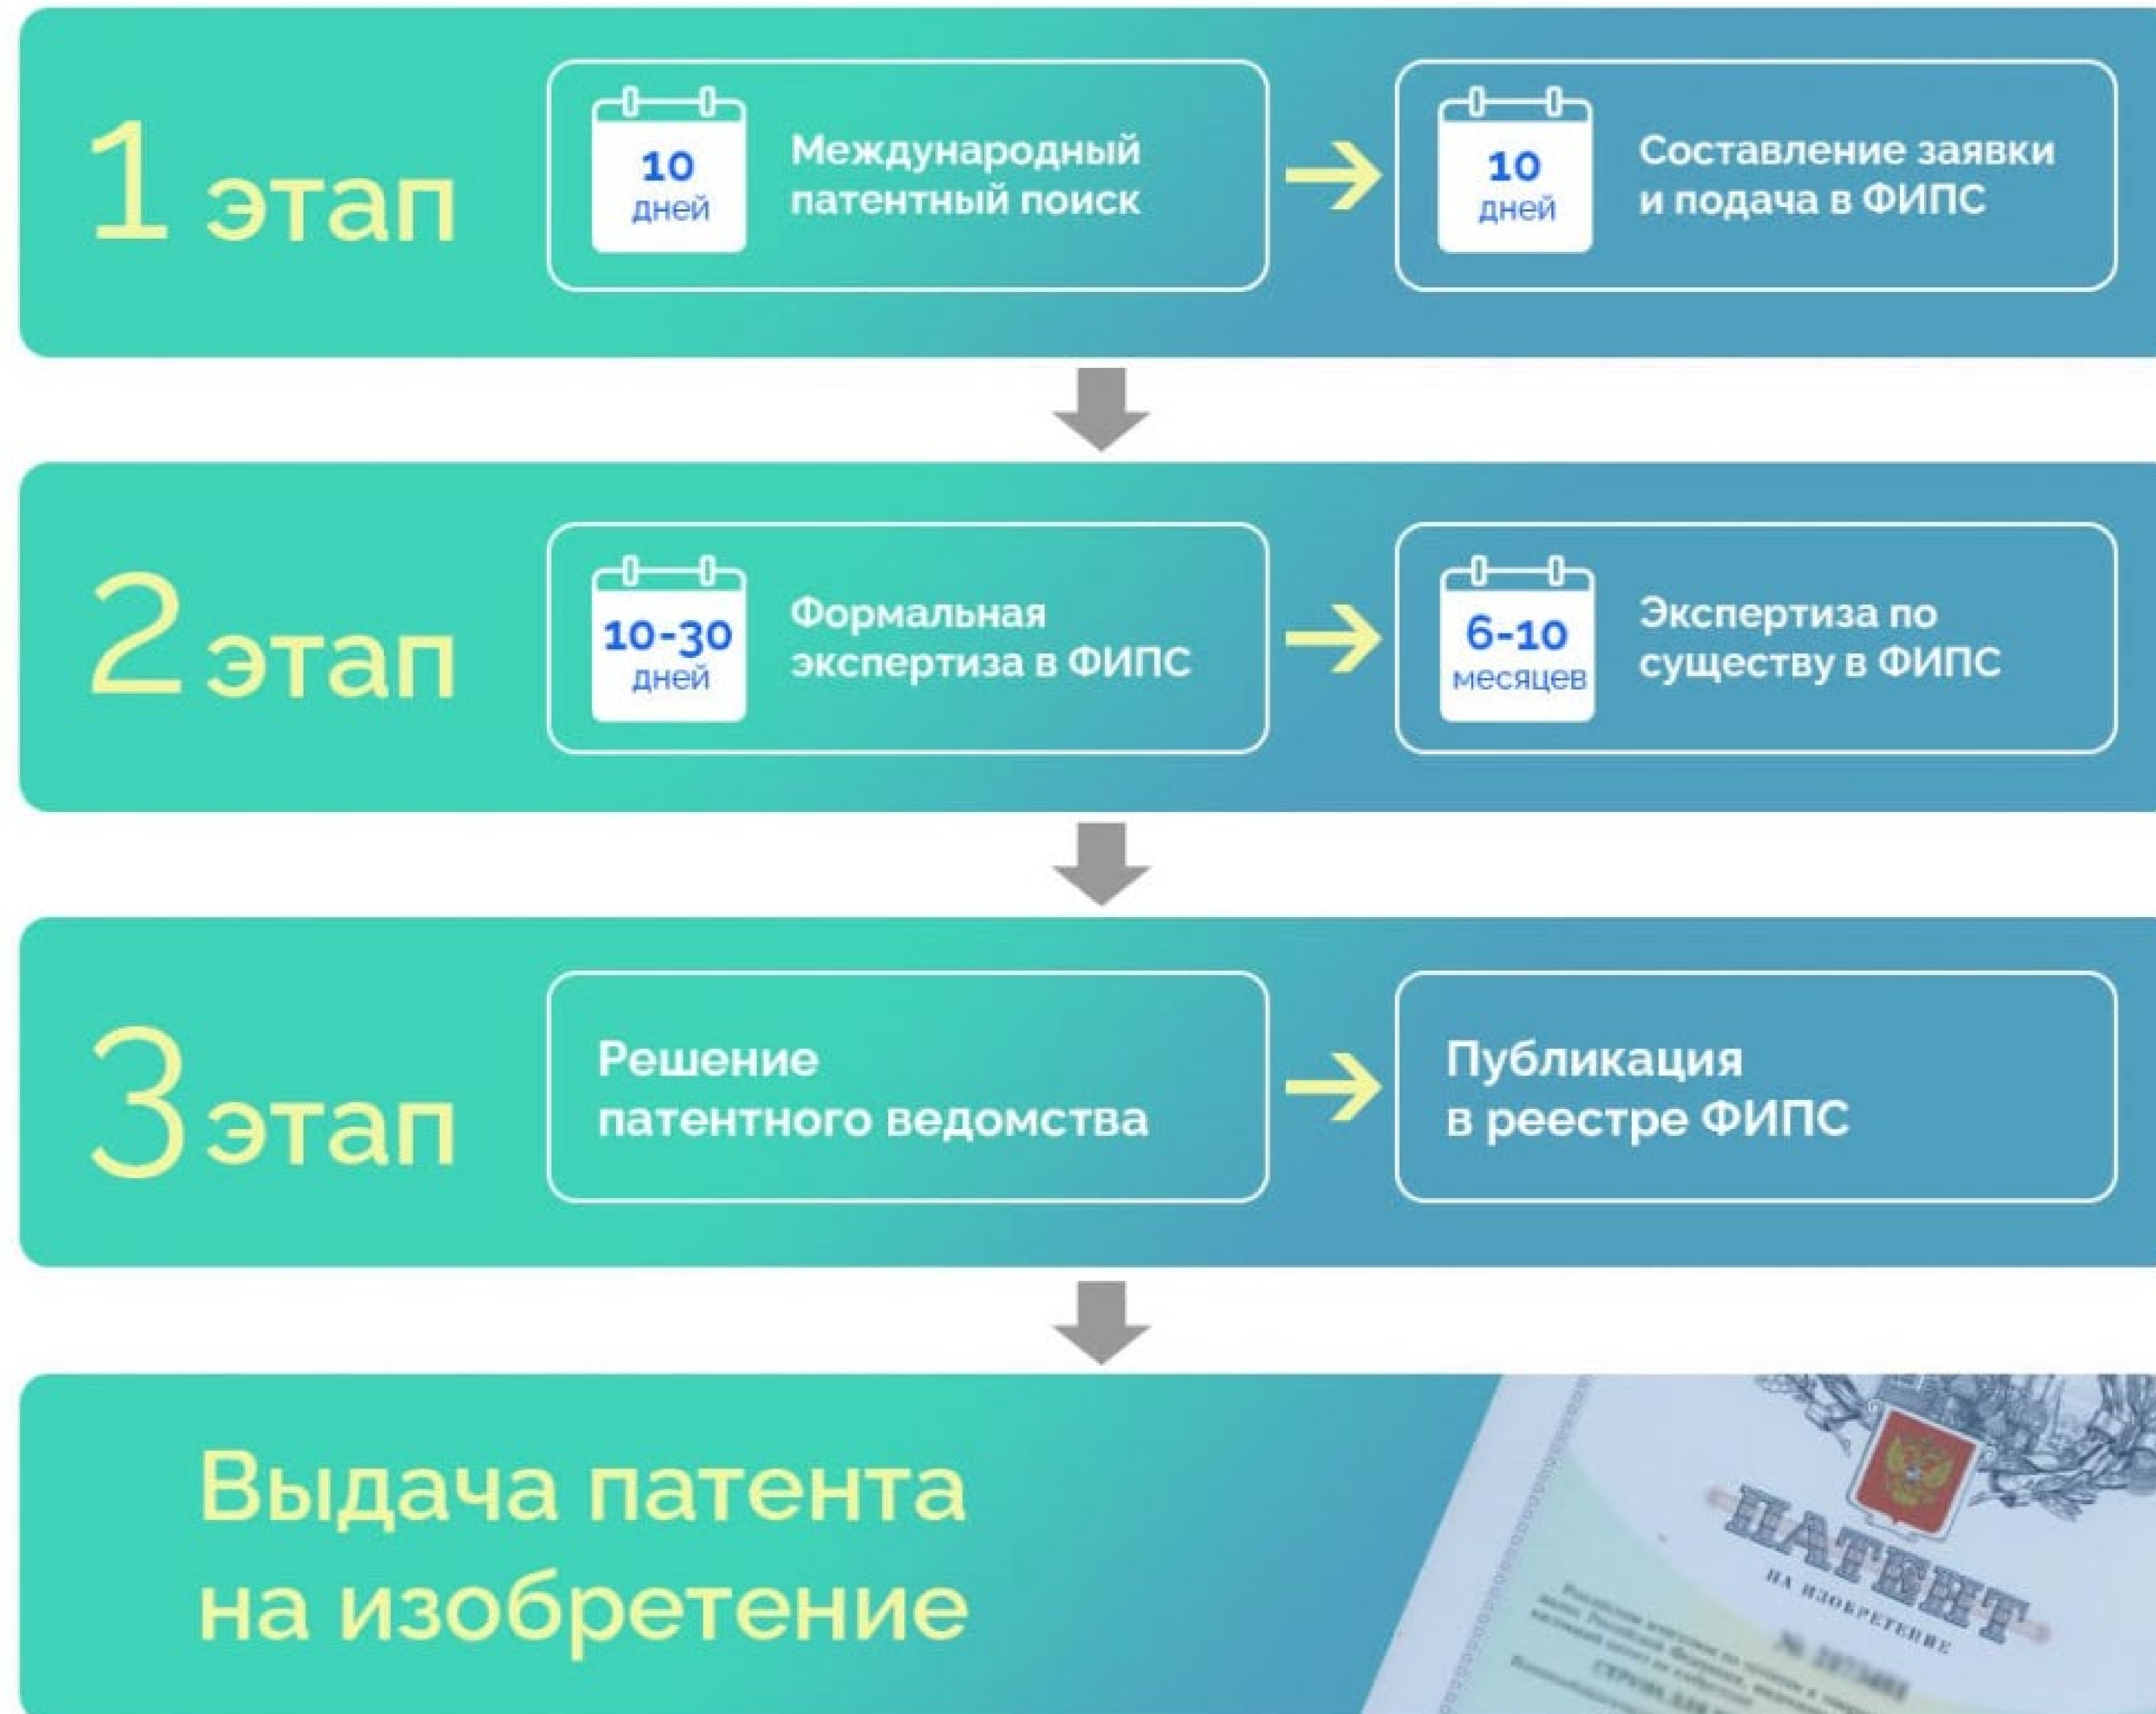 1 этап
10
дней
Международный
патентный поиск
10
дней
Составление заявки
и подача в ФИПС
2 этап
10-30
дней
Формальная
экспертиза в ФИПС
6-10
месяцев
Экспертиза по
существу в ФИПС
3 этап
Решение
патентного ведомства
Публикация
в реестре ФИПС
Выдача патента
на изобретение
ПАТЕНТ
НА ИЗОБРЕТЕНИЕ